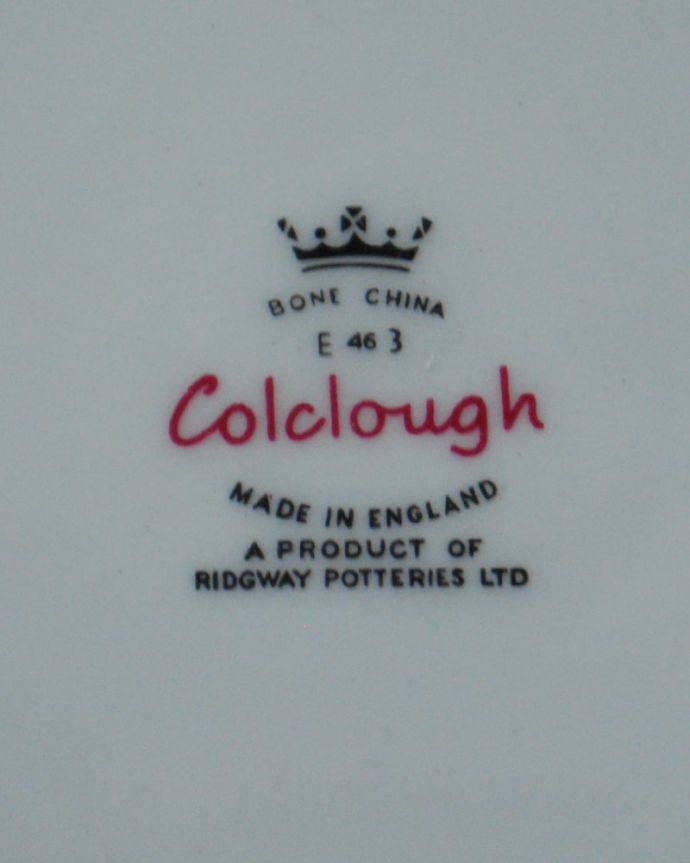 BONE CHINA
E 46 3
Colclough
MADE IN ENGLAND
A PRODUCT OF
RIDGWAY POTTERIES LTD